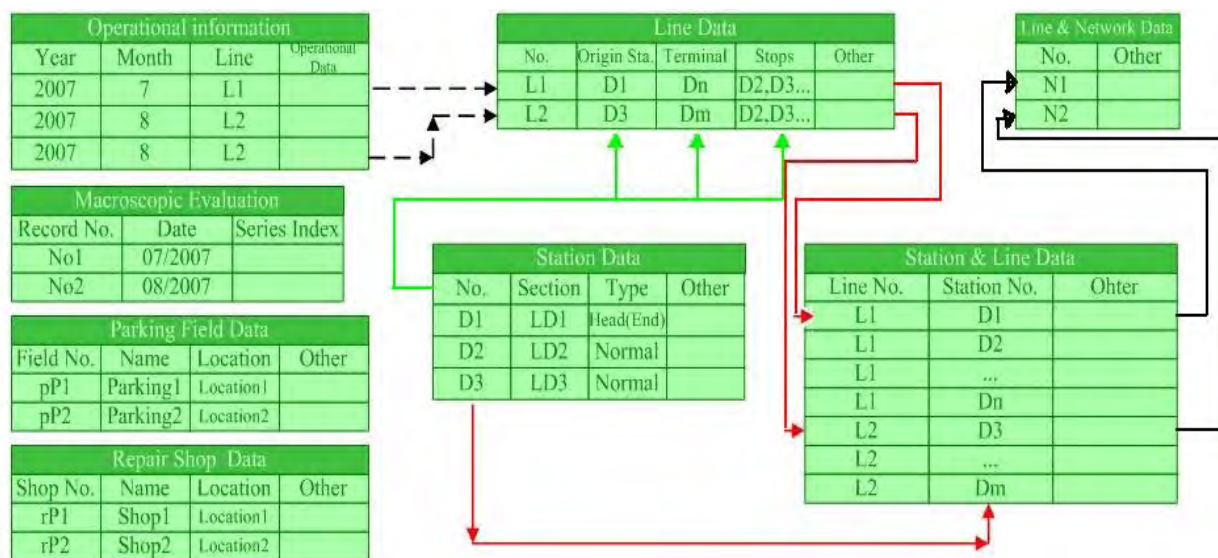 Operational information
Year Month Line Operational Data
2007 7 L1
2007 8 L2
2007 8 L2
Line Data
No. Origin Sta. Terminal Stops Other
L1 D1 Dn D2,D3...
L2 D3 Dm D2,D3...
Line & Network Data
No. Other
N1
N2
Macroscopic Evaluation
Record No. Date Series Index
No1 07/2007
No2 08/2007
Station Data
No. Section Type Other
D1 LD1 Head(End)
D2 LD2 Normal
D3 LD3 Normal
Station & Line Data
Line No. Station No. Ohter
L1 D1
L1 D2
L1 ...
L1 Dn
L2 D3
L2 ...
L2 Dm
Parking Field Data
Field No. Name Location Other
pP1 Parking1 Location1
pP2 Parking2 Location2
Repair Shop Data
Shop No. Name Location Other
rP1 Shop1 Location1
rP2 Shop2 Location2